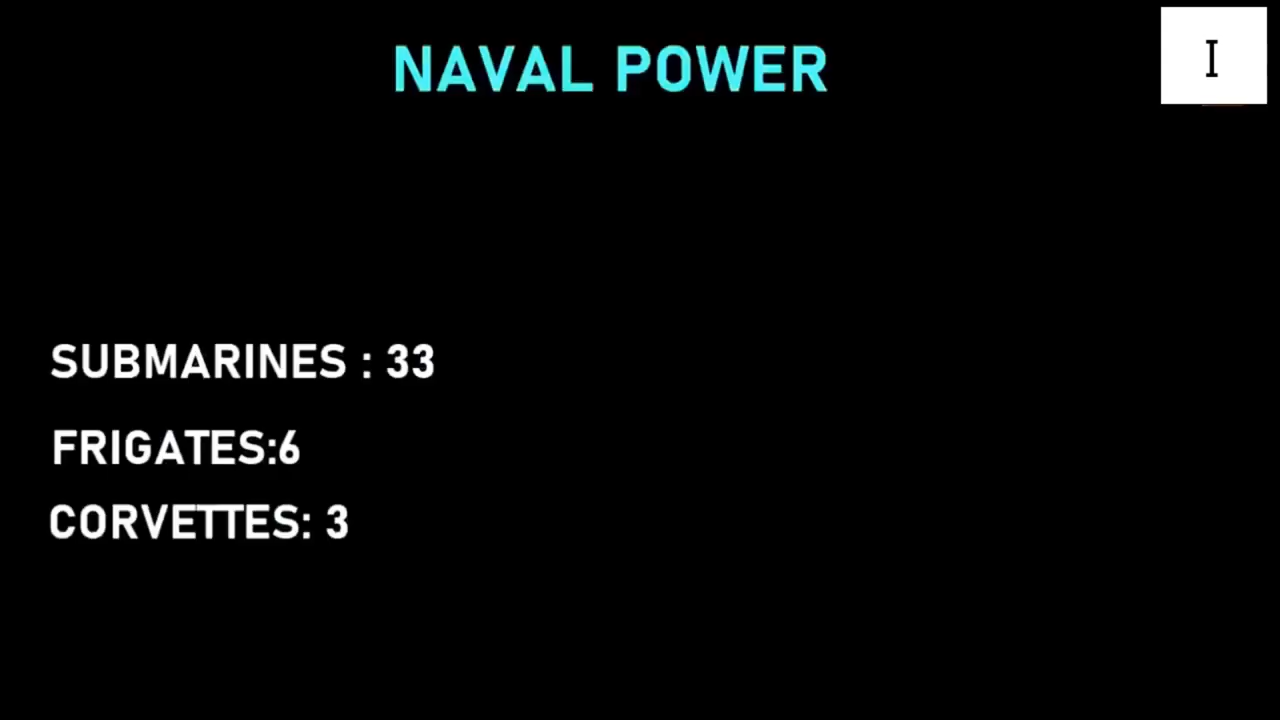 NAVAL POWER
I
SUBMARINES : 33
FRIGATES:6
CORVETTES: 3